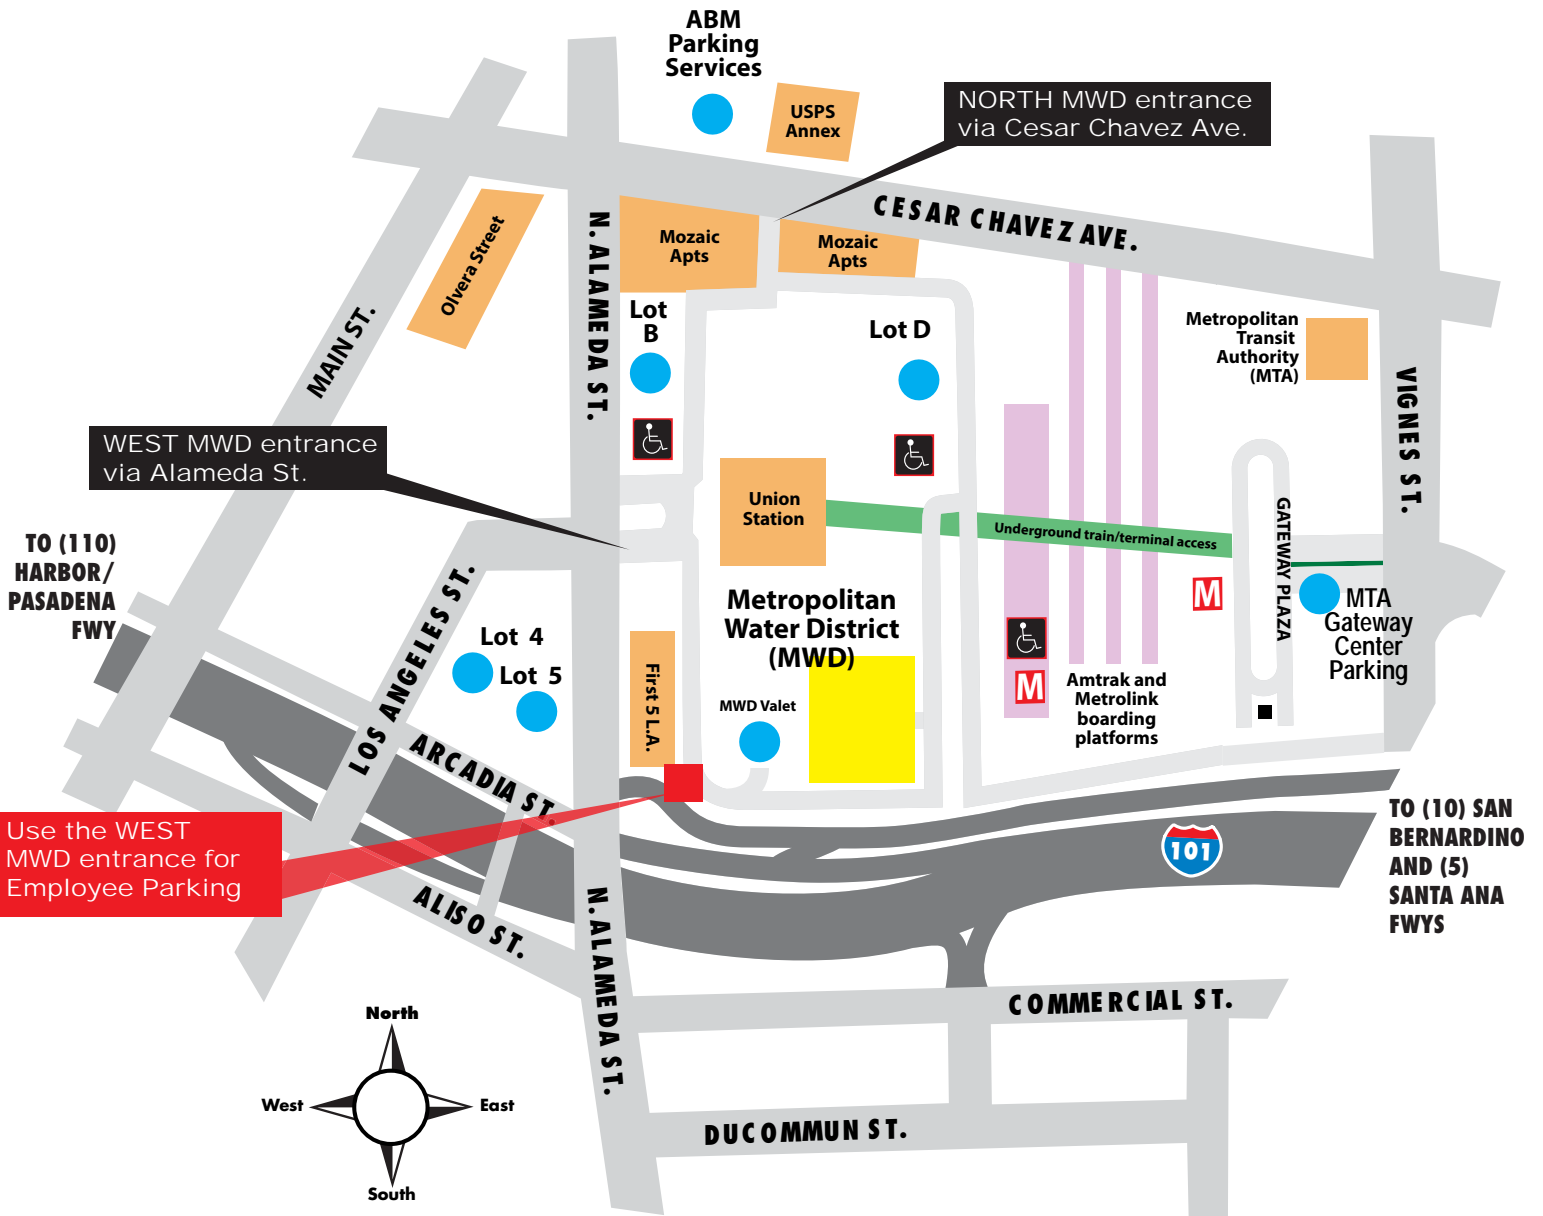 ABM
Parking
Services
USPS
Annex
NORTH MWD entrance
via Cesar Chavez Ave.
CESAR CHAVEZ AVE.
Olvera Street
N. ALAMEDA ST.
Mozaic
Apts
Mozaic
Apts
MAIN ST.
Lot
B
Lot D
Metropolitan
Transit
Authority
(MTA)
VIGNES ST.
WEST MWD entrance
via Alameda St.
Union
Station
Underground train/terminal access
GATEWAY PLAZA
TO (110)
HARBOR/
PASADENA
FWY
LOS ANGELES ST.
Lot 4
Lot 5
First 5 L.A.
Metropolitan
Water District
(MWD)
MWD Valet
M
M
MTA
Gateway
Center
Parking
Amtrak and
Metrolink
boarding
platforms
ARCADIA ST.
Use the WEST
MWD entrance for
Employee Parking
101
TO (10) SAN
BERNARDINO
AND (5)
SANTA ANA
FWYS
ALISO ST.
N. ALAMEDA ST.
COMMERCIAL ST.
DUCOMMUN ST.
North
West
East
South